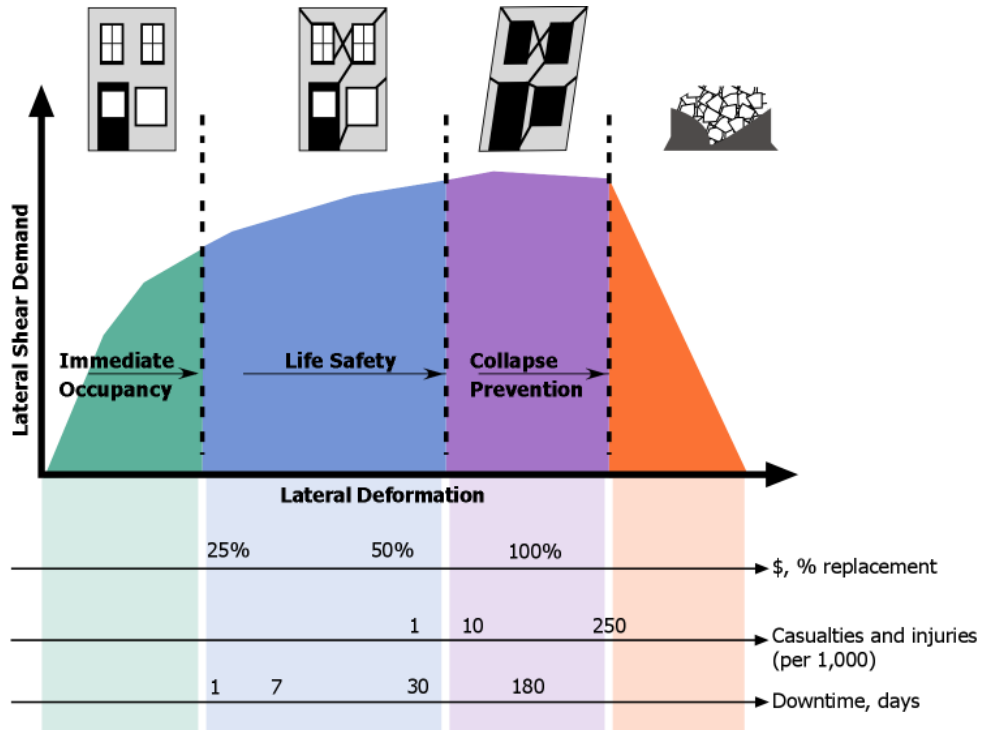 Lateral Shear Demand
Immediate
Occupancy
Life Safety
Collapse
Prevention
Lateral Deformation
25% 50% 100%
$, % replacement
1 10 250
Casualties and injuries
(per 1,000)
1 7 30 180
Downtime, days